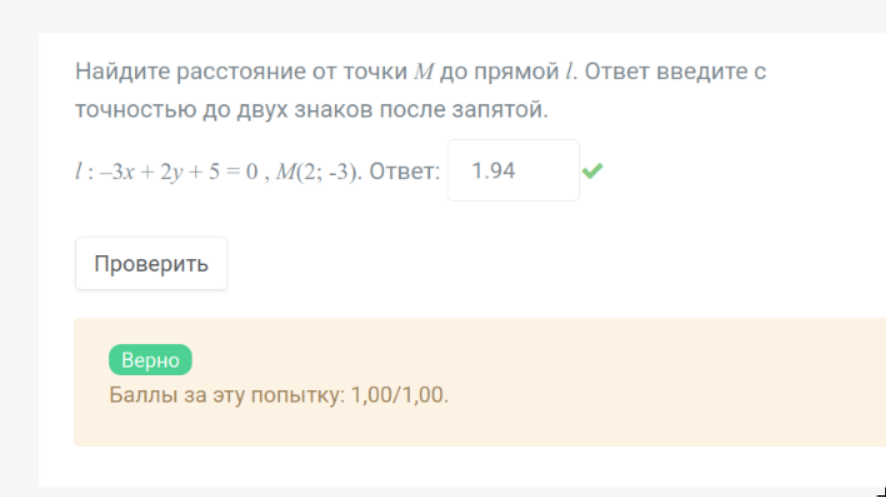 Найдите расстояние от точки M до прямой l. Ответ введите с
точностью до двух знаков после запятой.
l : –3x + 2y + 5 = 0 , M(2; -3). Ответ: 1.94
Проверить
Верно
Баллы за эту попытку: 1,00/1,00.